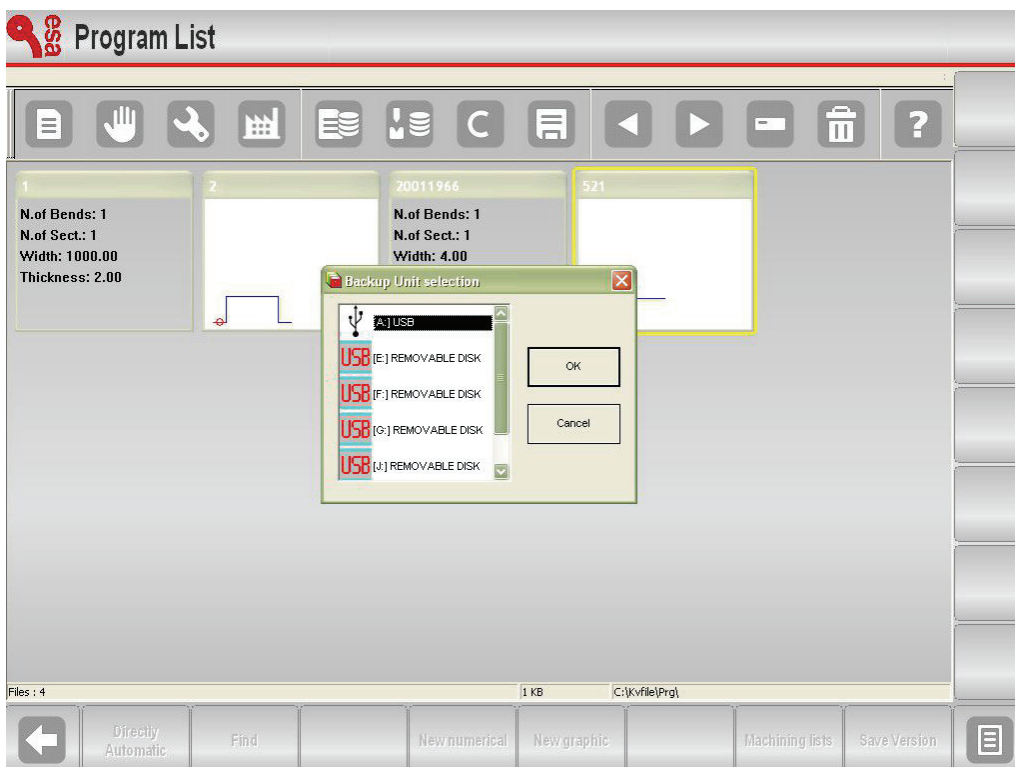 esa
Program List
:
C
?
1
N.of Bends: 1
N.of Sect.: 1
Width: 1000.00
Thickness: 2.00
2
20011966
N.of Bends: 1
N.of Sect.: 1
Width: 4.00
521
Backup Unit selection
[A:] USB
USB [E:] REMOVABLE DISK
USB [F:] REMOVABLE DISK
USB [G:] REMOVABLE DISK
USB [J:] REMOVABLE DISK
OK
Cancel
Files : 4
1 KB
C:\Kvfile\Prg\
Directly
Automatic
Find
New numerical
New graphic
Machining lists
Save Version